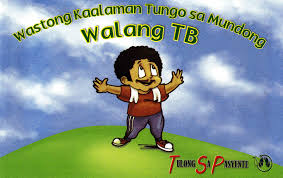 Wastong Kaalaman Tungo sa Mundong
Walang TB
TULONG SA PASYENTE